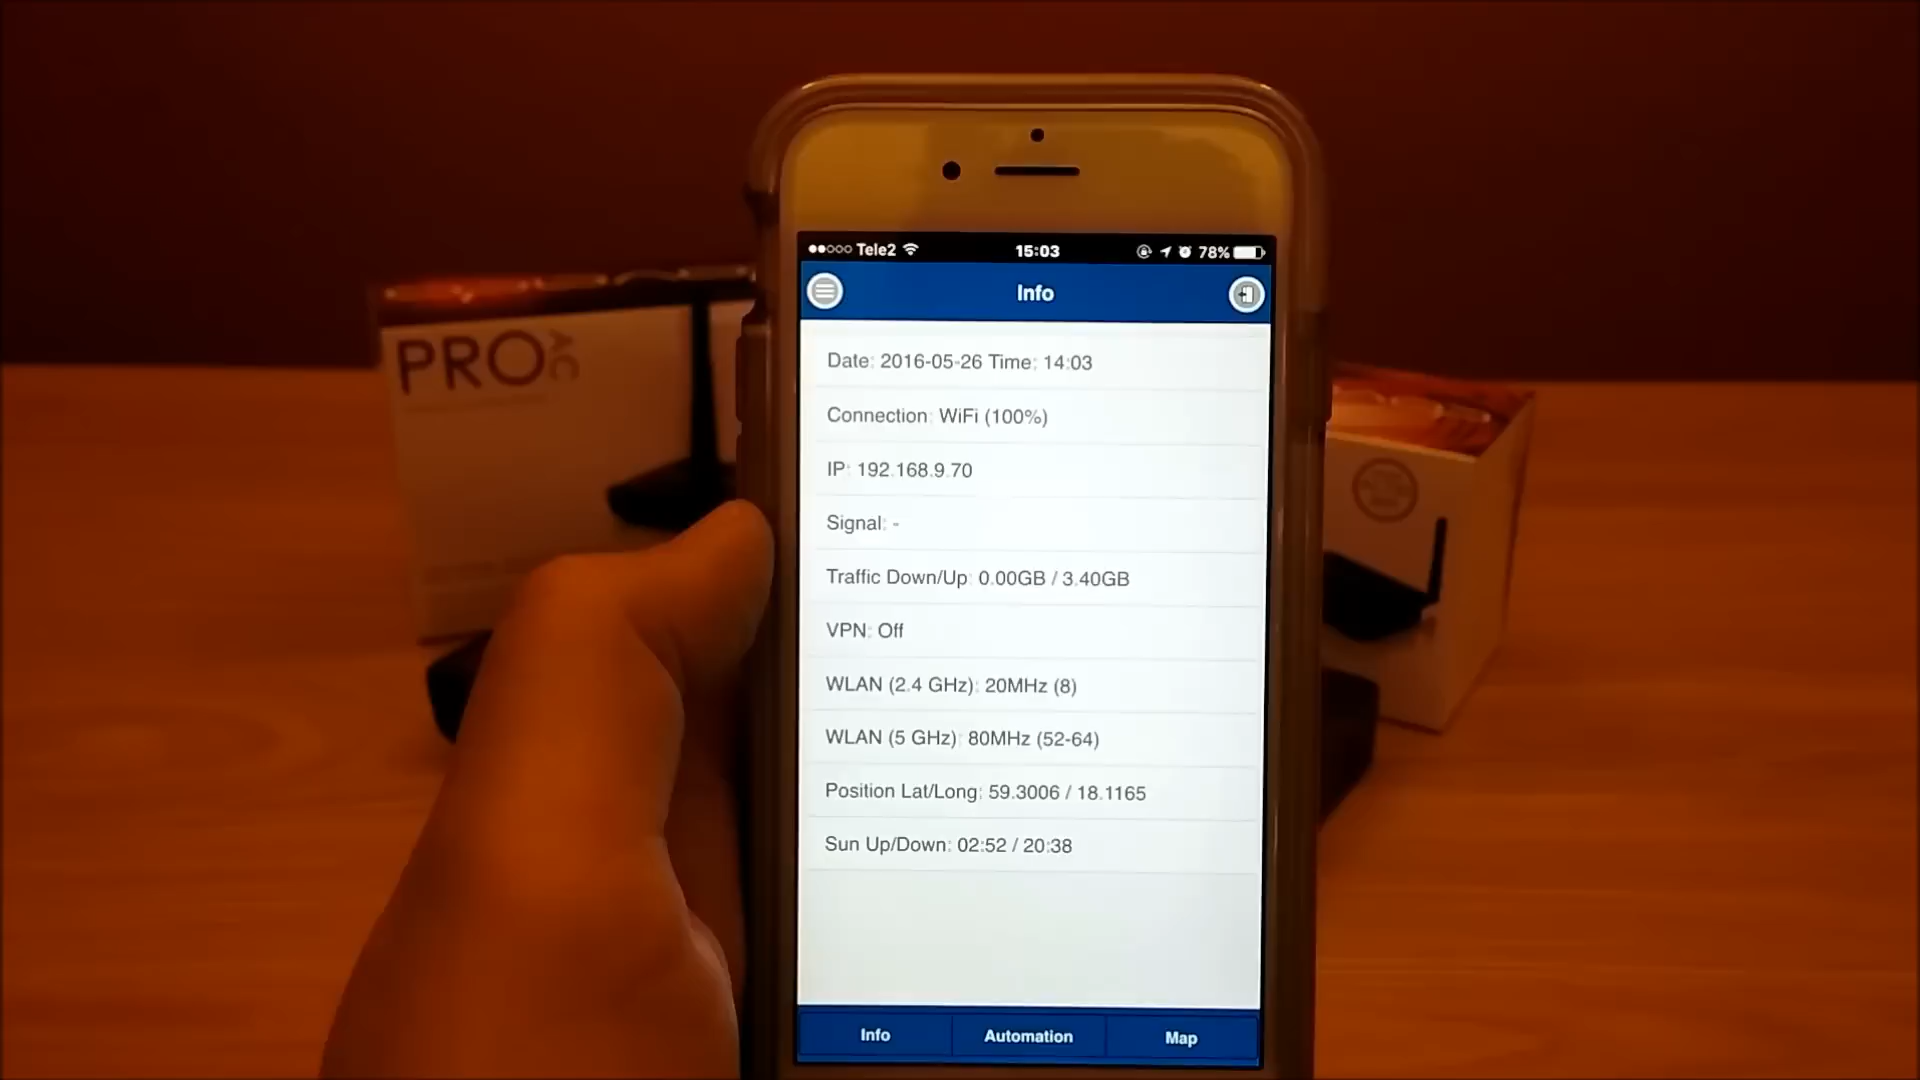 PRO AC
Tele2 15:03 78%
Info
Date: 2016-05-26 Time: 14:03
Connection: WiFi (100%)
IP: 192.168.9.70
Signal: -
Traffic Down/Up: 0.00GB / 3.40GB
VPN: Off
WLAN (2.4 GHz): 20MHz (8)
WLAN (5 GHz): 80MHz (52-64)
Position Lat/Long: 59.3006 / 18.1165
Sun Up/Down: 02:52 / 20:38
Info Automation Map